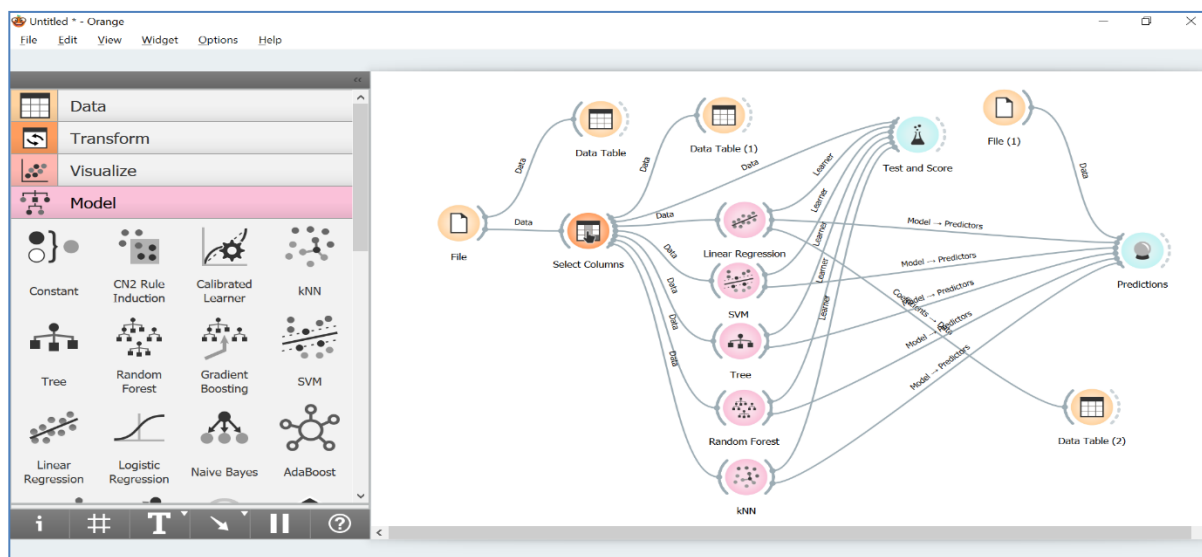 Untitled * - Orange
File Edit View Widget Options Help
Data
Transform
Visualize
Model
Constant
CN2 Rule
Induction
Calibrated
Learner
kNN
Tree
Random
Forest
Gradient
Boosting
SVM
Linear
Regression
Logistic
Regression
Naive Bayes
AdaBoost
File
Data
Data
Data Table
Select Columns
Data
Data Table (1)
Data
Data
Data
Data
Data
Data
Linear Regression
SVM
Tree
Random Forest
kNN
Learner
Learner
Learner
Learner
Learner
Test and Score
File (1)
Data
Model → Predictors
Model → Predictors
Model → Predictors
Model → Predictors
Model → Predictors
Coefficients → Data
Predictions
Data Table (2)